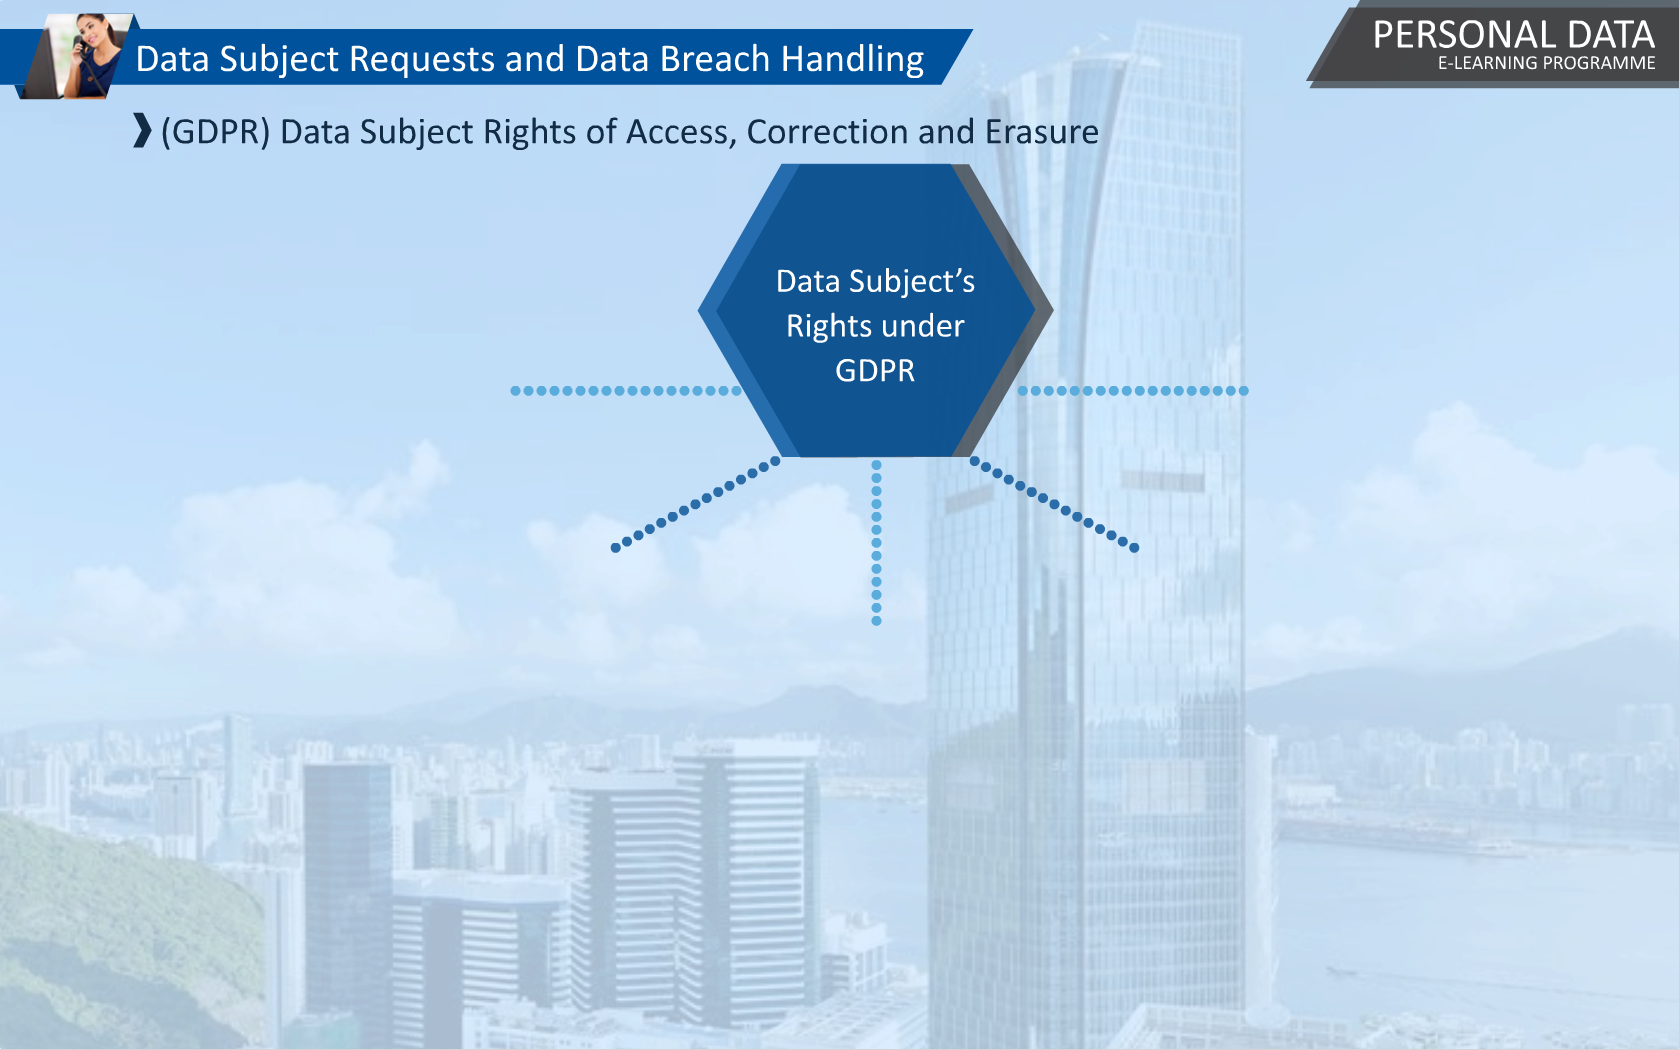 Data Subject Requests and Data Breach Handling
PERSONAL DATA
E-LEARNING PROGRAMME
(GDPR) Data Subject Rights of Access, Correction and Erasure
Data Subject’s
Rights under
GDPR